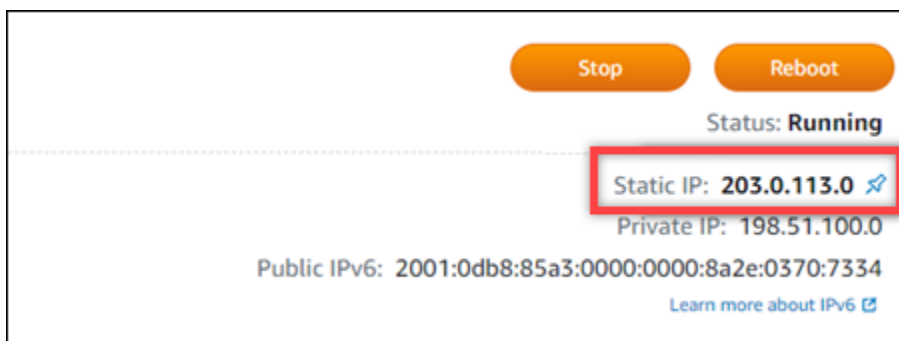 Stop Reboot
Status: Running
Static IP: 203.0.113.0
Private IP: 198.51.100.0
Public IPv6: 2001:0db8:85a3:0000:0000:8a2e:0370:7334
Learn more about IPv6